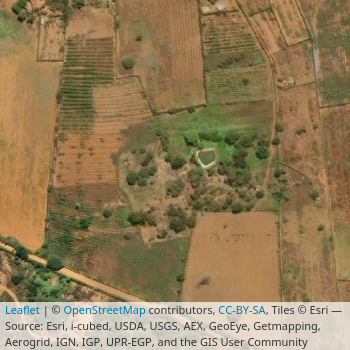 Leaflet | © OpenStreetMap contributors, CC-BY-SA, Tiles © Esri —
Source: Esri, i-cubed, USDA, USGS, AEX, GeoEye, Getmapping,
Aerogrid, IGN, IGP, UPR-EGP, and the GIS User Community